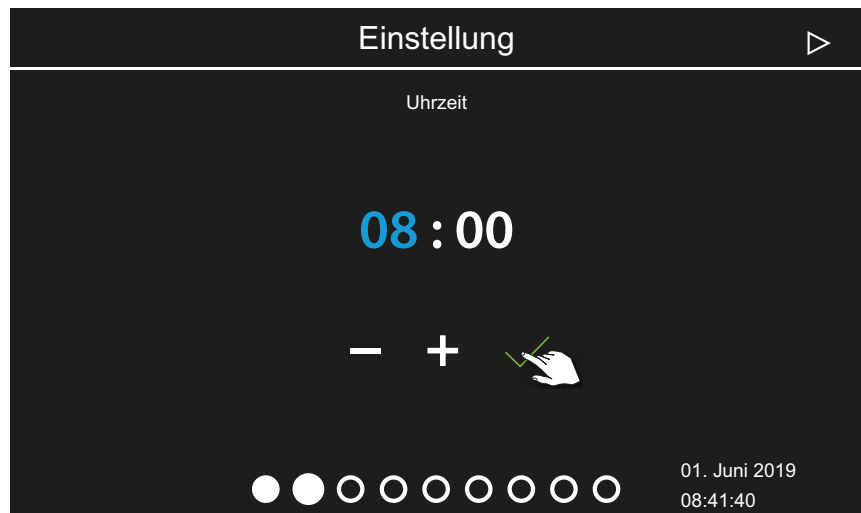 Einstellung
Uhrzeit
08 : 00
− +
01. Juni 2019
08:41:40